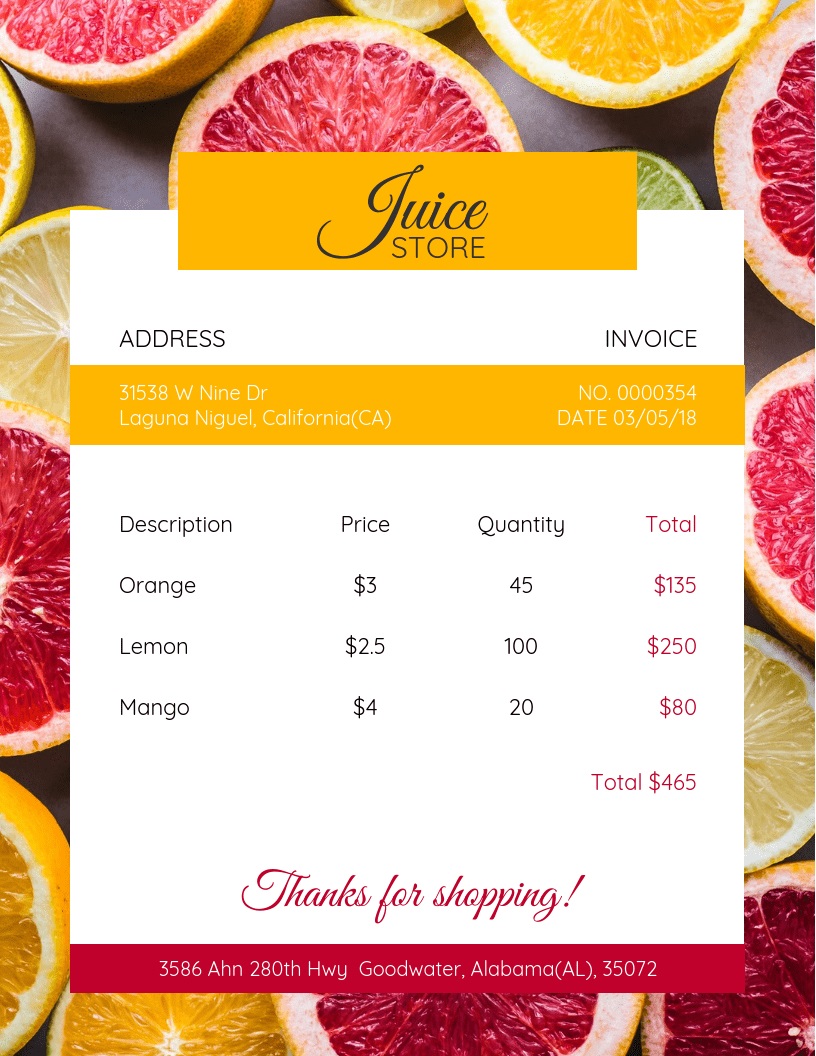 Juice
STORE
ADDRESS INVOICE
31538 W Nine Dr NO. 0000354
Laguna Niguel, California(CA) DATE 03/05/18
Description Price Quantity Total
Orange $3 45 $135
Lemon $2.5 100 $250
Mango $4 20 $80
Total $465
Thanks for shopping!
3586 Ahn 280th Hwy Goodwater, Alabama(AL), 35072